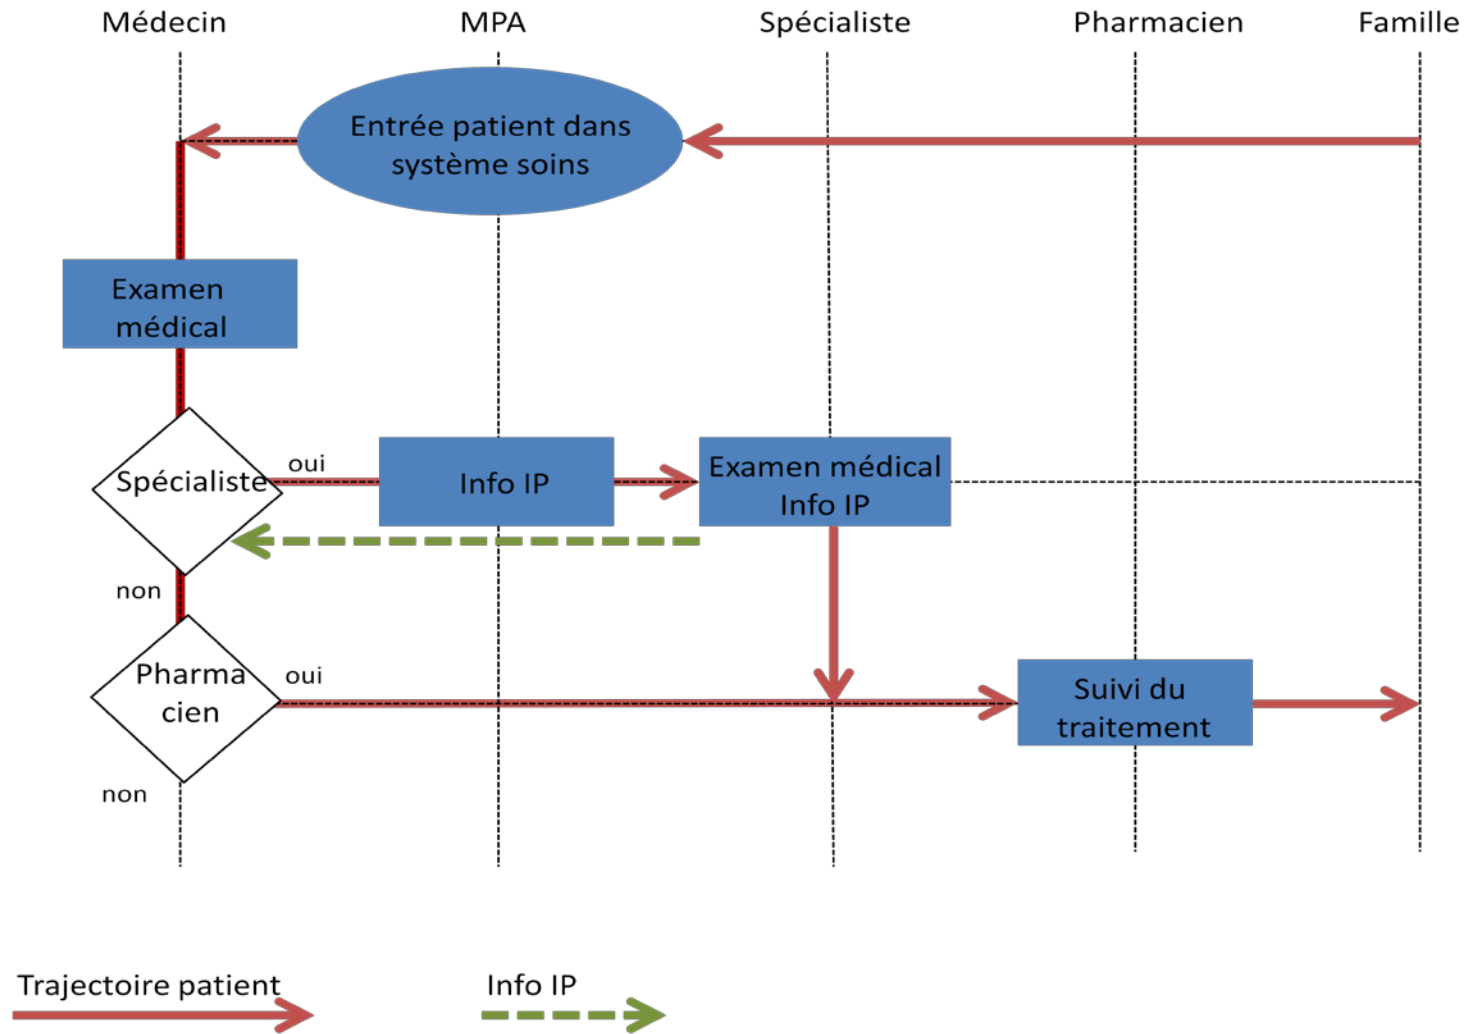 Médecin MPA Spécialiste Pharmacien Famille
Entrée patient dans
système soins
Examen
médical
Spécialiste
oui
Info IP
Examen médical
Info IP
non
Pharma
cien
oui
Suivi du
traitement
non
Trajectoire patient
Info IP